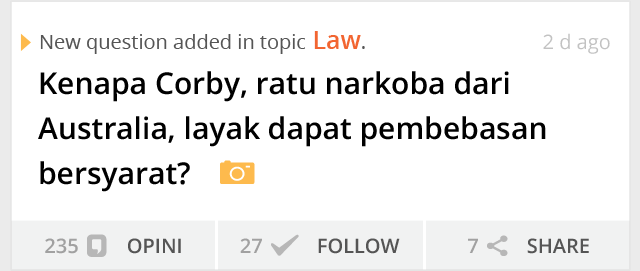 New question added in topic Law.
2 d ago
Kenapa Corby, ratu narkoba dari
Australia, layak dapat pembebasan
bersyarat?
235 OPINI 27 FOLLOW 7 SHARE